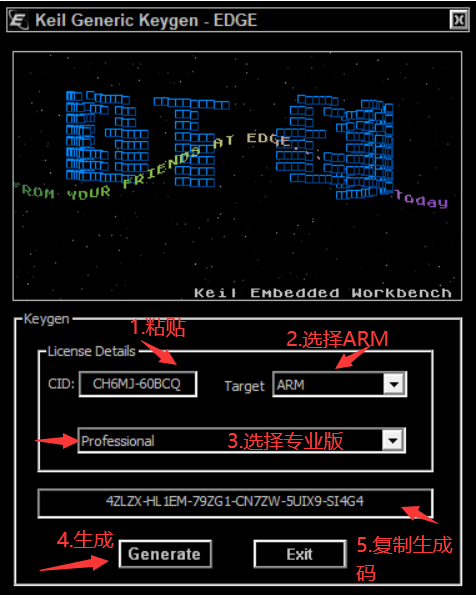 Keil Generic Keygen - EDGE
ROM YOUR FRIENDS AT EDGE...
Today
Keil Embedded Workbench
Keygen
1.粘贴
2.选择ARM
License Details
CID: CH6MJ-60BCQ Target ARM
Professional 3.选择专业版
4ZLZX-HL1EM-79ZG1-CN7ZW-5UIX9-SI4G4
4.生成
Generate Exit
5.复制生成
码